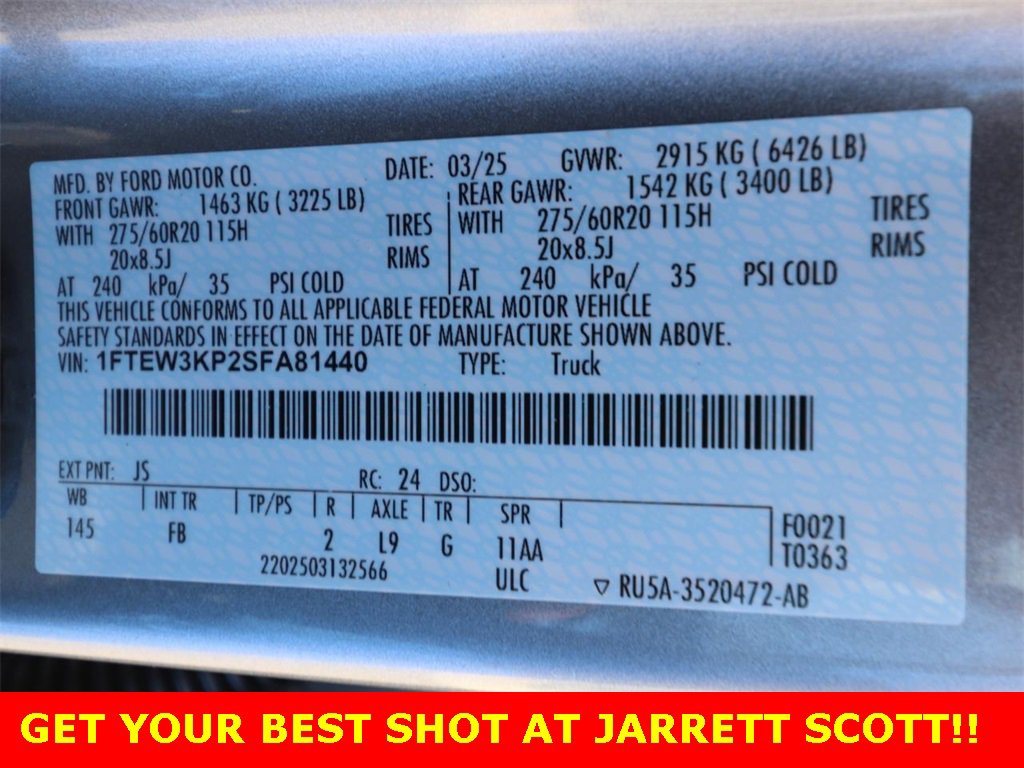 MFD. BY FORD MOTOR CO. DATE: 03/25 GVWR: 2915 KG ( 6426 LB)
FRONT GAWR: 1463 KG ( 3225 LB) REAR GAWR: 1542 KG ( 3400 LB)
WITH 275/60R20 115H TIRES WITH 275/60R20 115H TIRES
20x8.5J RIMS 20x8.5J RIMS
AT 240 kPa/ 35 PSI COLD AT 240 kPa/ 35 PSI COLD
THIS VEHICLE CONFORMS TO ALL APPLICABLE FEDERAL MOTOR VEHICLE
SAFETY STANDARDS IN EFFECT ON THE DATE OF MANUFACTURE SHOWN ABOVE.
VIN: 1FTEW3KP2SFA81440 TYPE: Truck
EXT PNT: JS RC: 24 DSO:
WB INT TR TP/PS R AXLE TR SPR
145 FB 2 L9 G 11AA F0021
2202503132566 ULC T0363
RU5A-3520472-AB
GET YOUR BEST SHOT AT JARRETT SCOTT!!